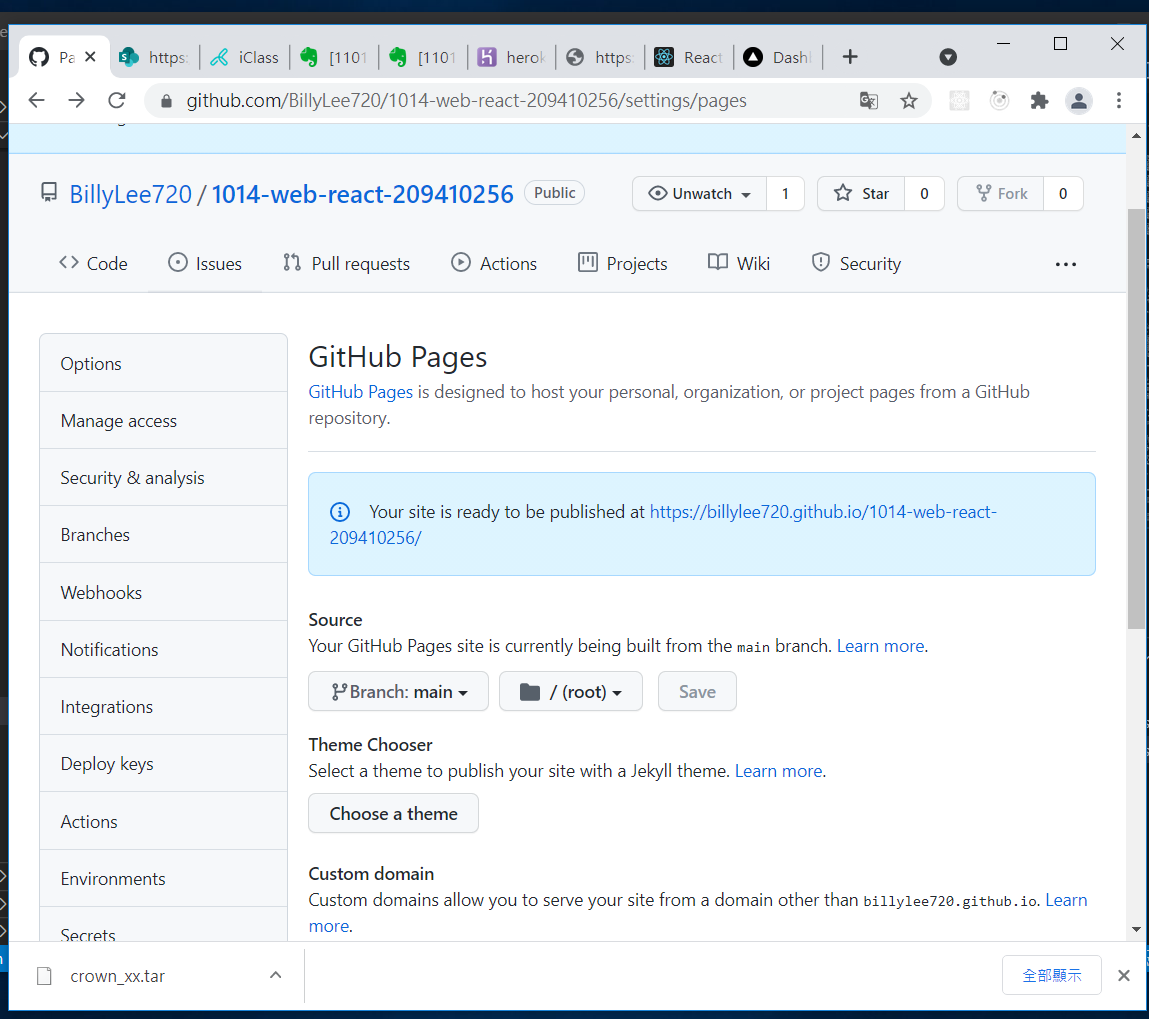 Pa
https:
iClass
[1101
[1101
herok
https:
React
Dash
github.com/BillyLee720/1014-web-react-209410256/settings/pages
BillyLee720 / 1014-web-react-209410256 Public
Unwatch 1 Star 0 Fork 0
Code Issues Pull requests Actions Projects Wiki Security
Options
Manage access
Security & analysis
Branches
Webhooks
Notifications
Integrations
Deploy keys
Actions
Environments
Secrets
GitHub Pages
GitHub Pages is designed to host your personal, organization, or project pages from a GitHub
repository.
Your site is ready to be published at https://billylee720.github.io/1014-web-react-
209410256/
Source
Your GitHub Pages site is currently being built from the main branch. Learn more.
Branch: main / (root) Save
Theme Chooser
Select a theme to publish your site with a Jekyll theme. Learn more.
Choose a theme
Custom domain
Custom domains allow you to serve your site from a domain other than billylee720.github.io. Learn
more.
crown_xx.tar
全部顯示